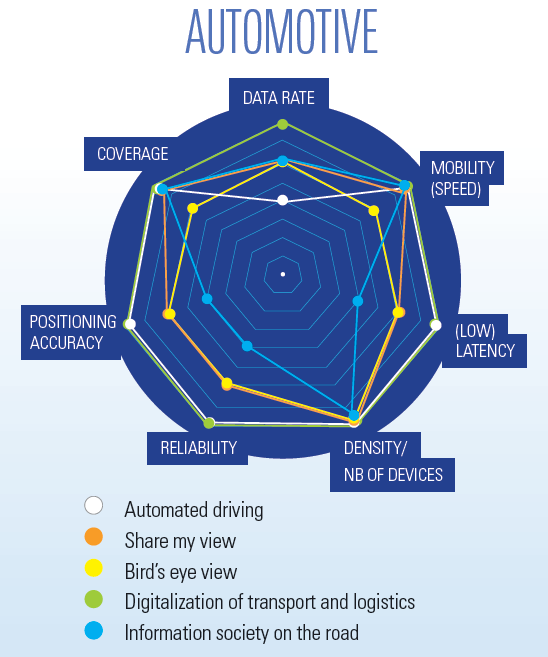 AUTOMOTIVE
DATA RATE
COVERAGE
MOBILITY
(SPEED)
POSITIONING
ACCURACY
(LOW)
LATENCY
RELIABILITY
DENSITY/
NB OF DEVICES
Automated driving
Share my view
Bird's eye view
Digitalization of transport and logistics
Information society on the road